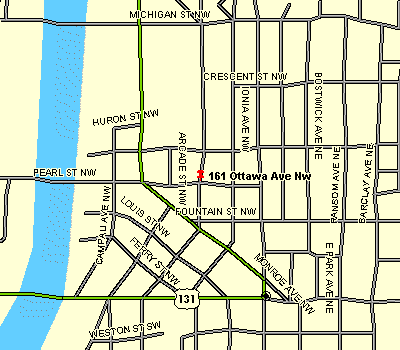 MICHIGAN ST NW
CRESCENT ST NW
HURON ST NW
IONIA AVE NW
BOSTWICK AVE NE
ARCADE ST NW
RANSOM AVE NE
BARCLAY AVE NE
PEARL ST NW
161 Ottawa Ave Nw
LOUIS ST NW
FOUNTAIN ST NW
CAMPAU AVE NW
FERRY ST NW
MONROE AVE NW
E PARK AVE NE
131
WESTON ST SW